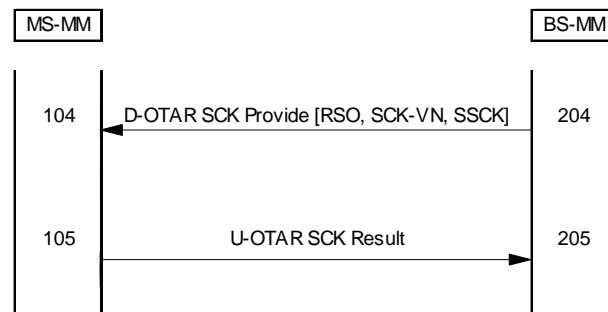 MS-MM BS-MM
104 D-OTAR SCK Provide [RSO, SCK-VN, SSCK] 204
105 U-OTAR SCK Result 205